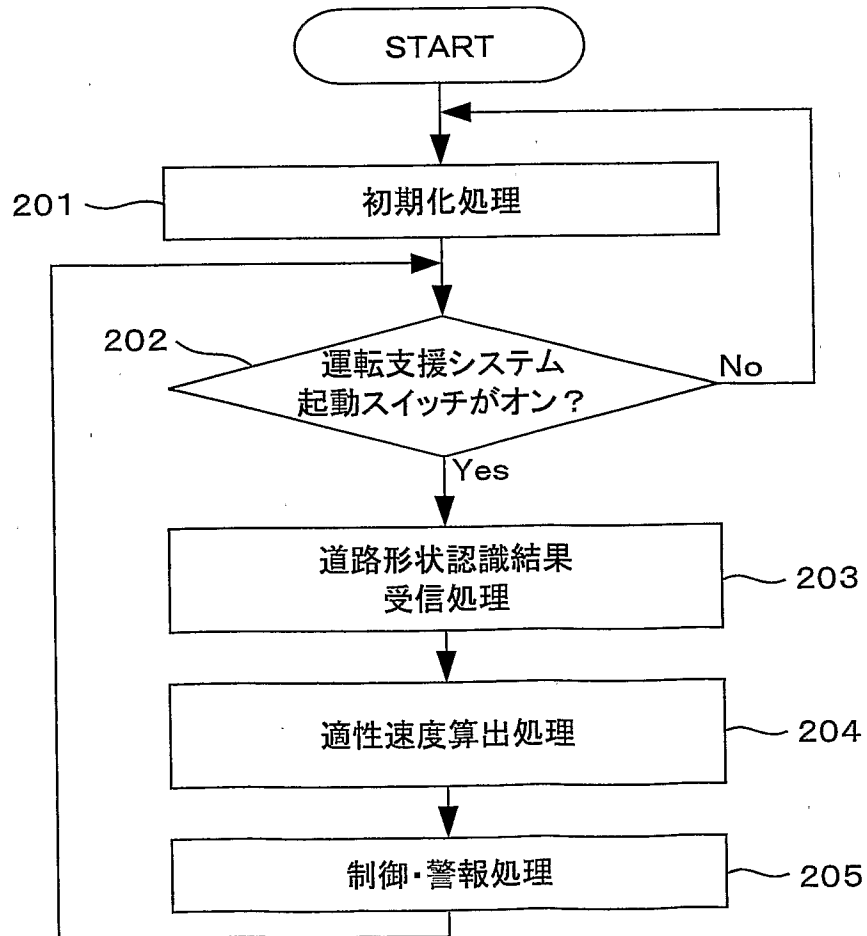 START
201
初期化処理
202
運転支援システム
起動スイッチがオン？
No
Yes
道路形状認識結果
受信処理
203
適性速度算出処理
204
制御・警報処理
205